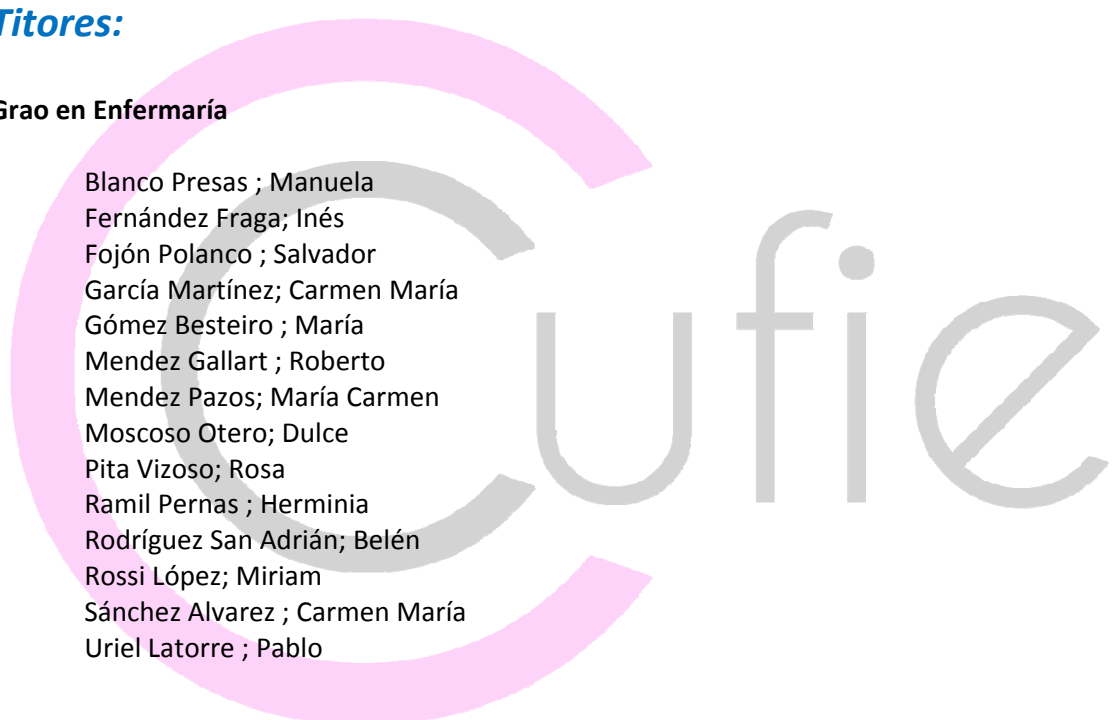 Titores:
Grao en Enfermaría
Blanco Presas ; Manuela
Fernández Fraga; Inés
Fojón Polanco ; Salvador
García Martínez; Carmen María
Gómez Besteiro ; María
Mendez Gallart ; Roberto
Mendez Pazos; María Carmen
Moscoso Otero; Dulce
Pita Vizoso; Rosa
Ramil Pernas ; Herminia
Rodríguez San Adrián; Belén
Rossi López; Miriam
Sánchez Alvarez ; Carmen María
Uriel Latorre ; Pablo
Cufie